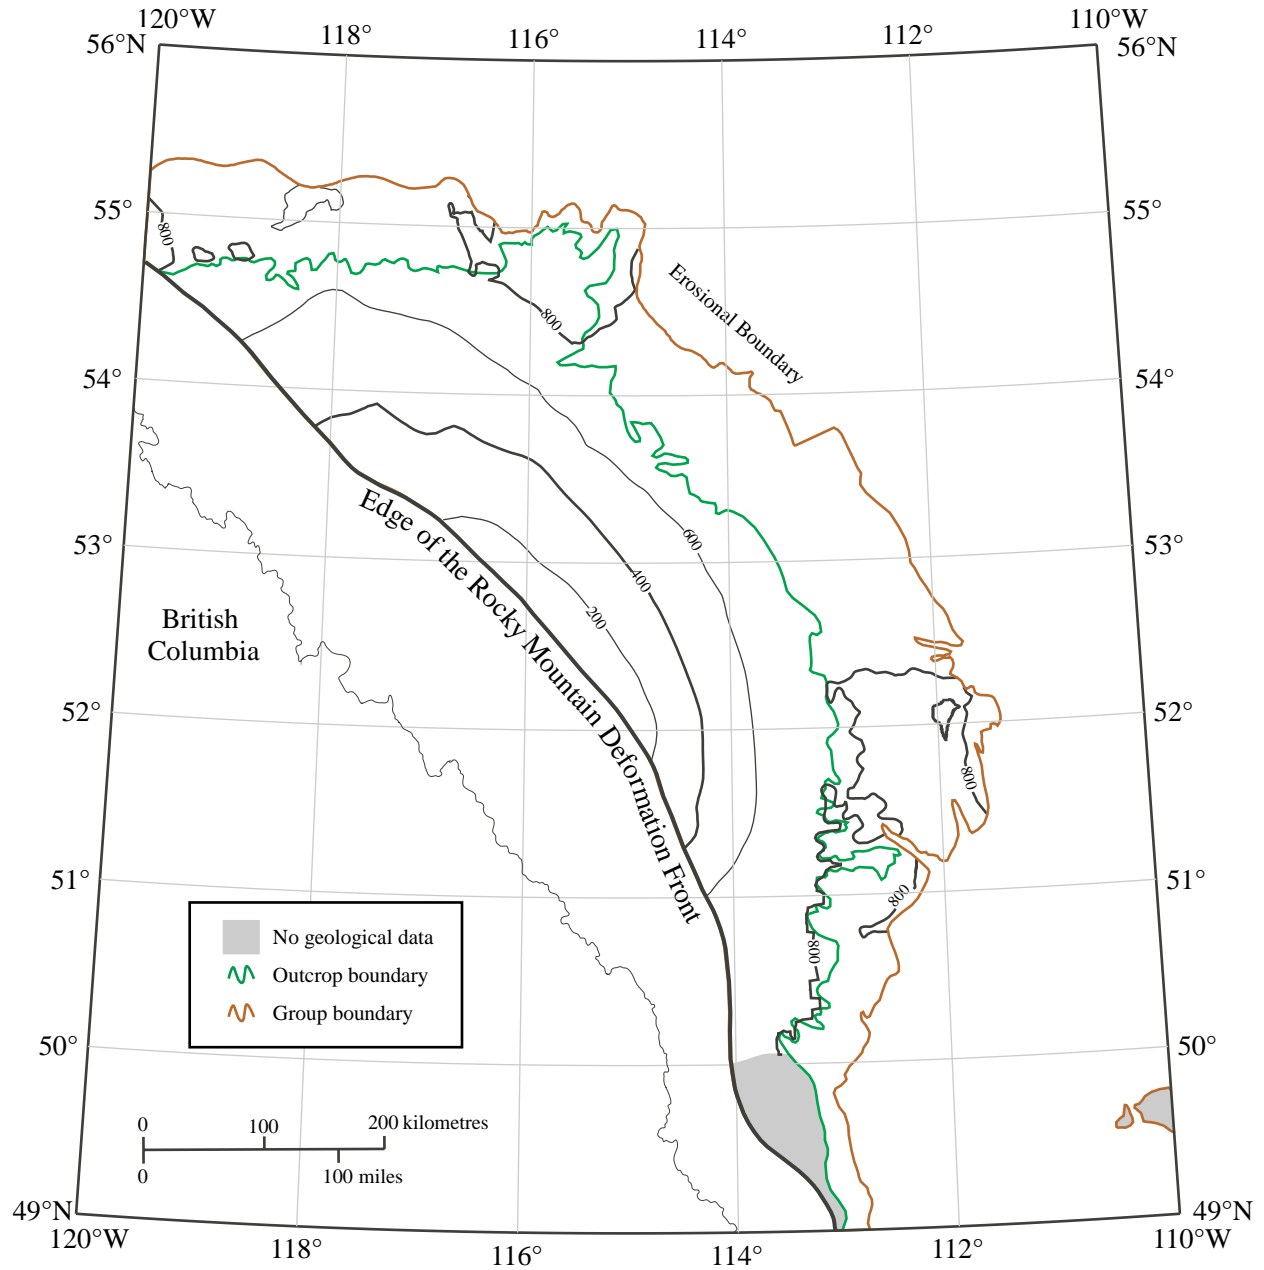 120°W
110°W
56°N
118°
116°
114°
112°
56°N
55°
55°
800
Erosional Boundary
800
54°
54°
Edge of the Rocky Mountain Deformation Front
600
53°
53°
400
200
British
Columbia
52°
52°
800
51°
51°
800
800
No geological data
Outcrop boundary
Group boundary
50°
50°
0
100
200 kilometres
0
100 miles
49°N
49°N
120°W
118°
116°
114°
112°
110°W